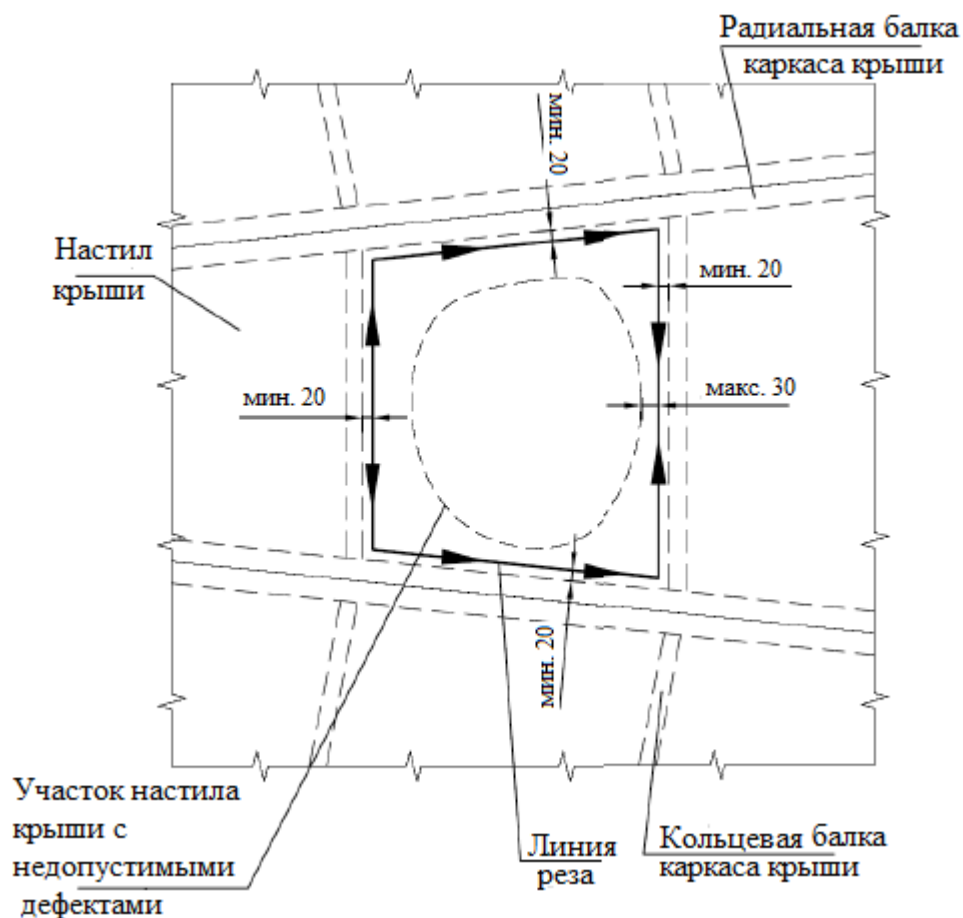 Радиальная балка
каркаса крыши
мин. 20
Настил
крыши
мин. 20
мин. 20
макс. 30
мин. 20
Участок настила
крыши с
недопустимыми
дефектами
Линия
реза
Кольцевая балка
каркаса крыши